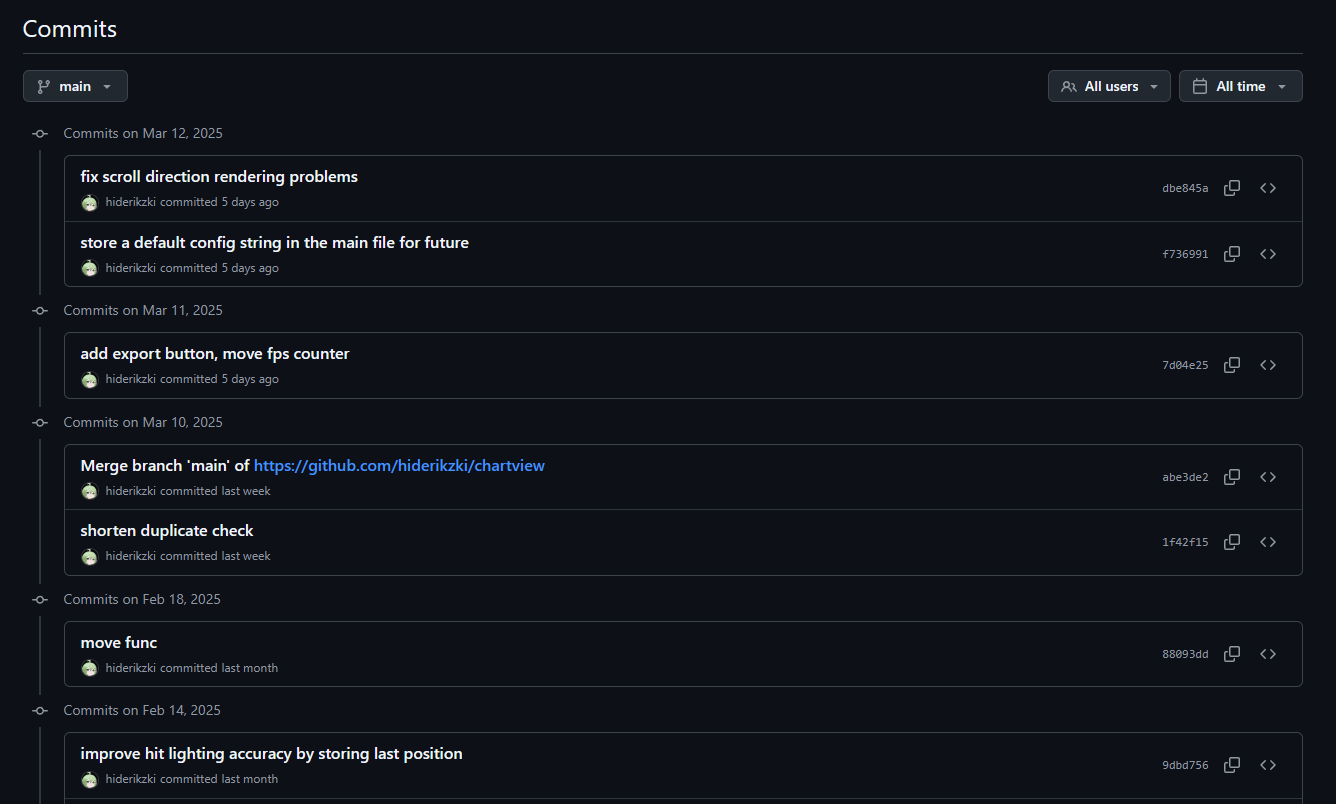 Commits
main
All users
All time
Commits on Mar 12, 2025
fix scroll direction rendering problems
hiderikzki committed 5 days ago
dbe845a
store a default config string in the main file for future
hiderikzki committed 5 days ago
f736991
Commits on Mar 11, 2025
add export button, move fps counter
hiderikzki committed 5 days ago
7d04e25
Commits on Mar 10, 2025
Merge branch 'main' of https://github.com/hiderikzki/chartview
hiderikzki committed last week
abe3de2
shorten duplicate check
hiderikzki committed last week
1f42f15
Commits on Feb 18, 2025
move func
hiderikzki committed last month
88093dd
Commits on Feb 14, 2025
improve hit lighting accuracy by storing last position
hiderikzki committed last month
9dbd756